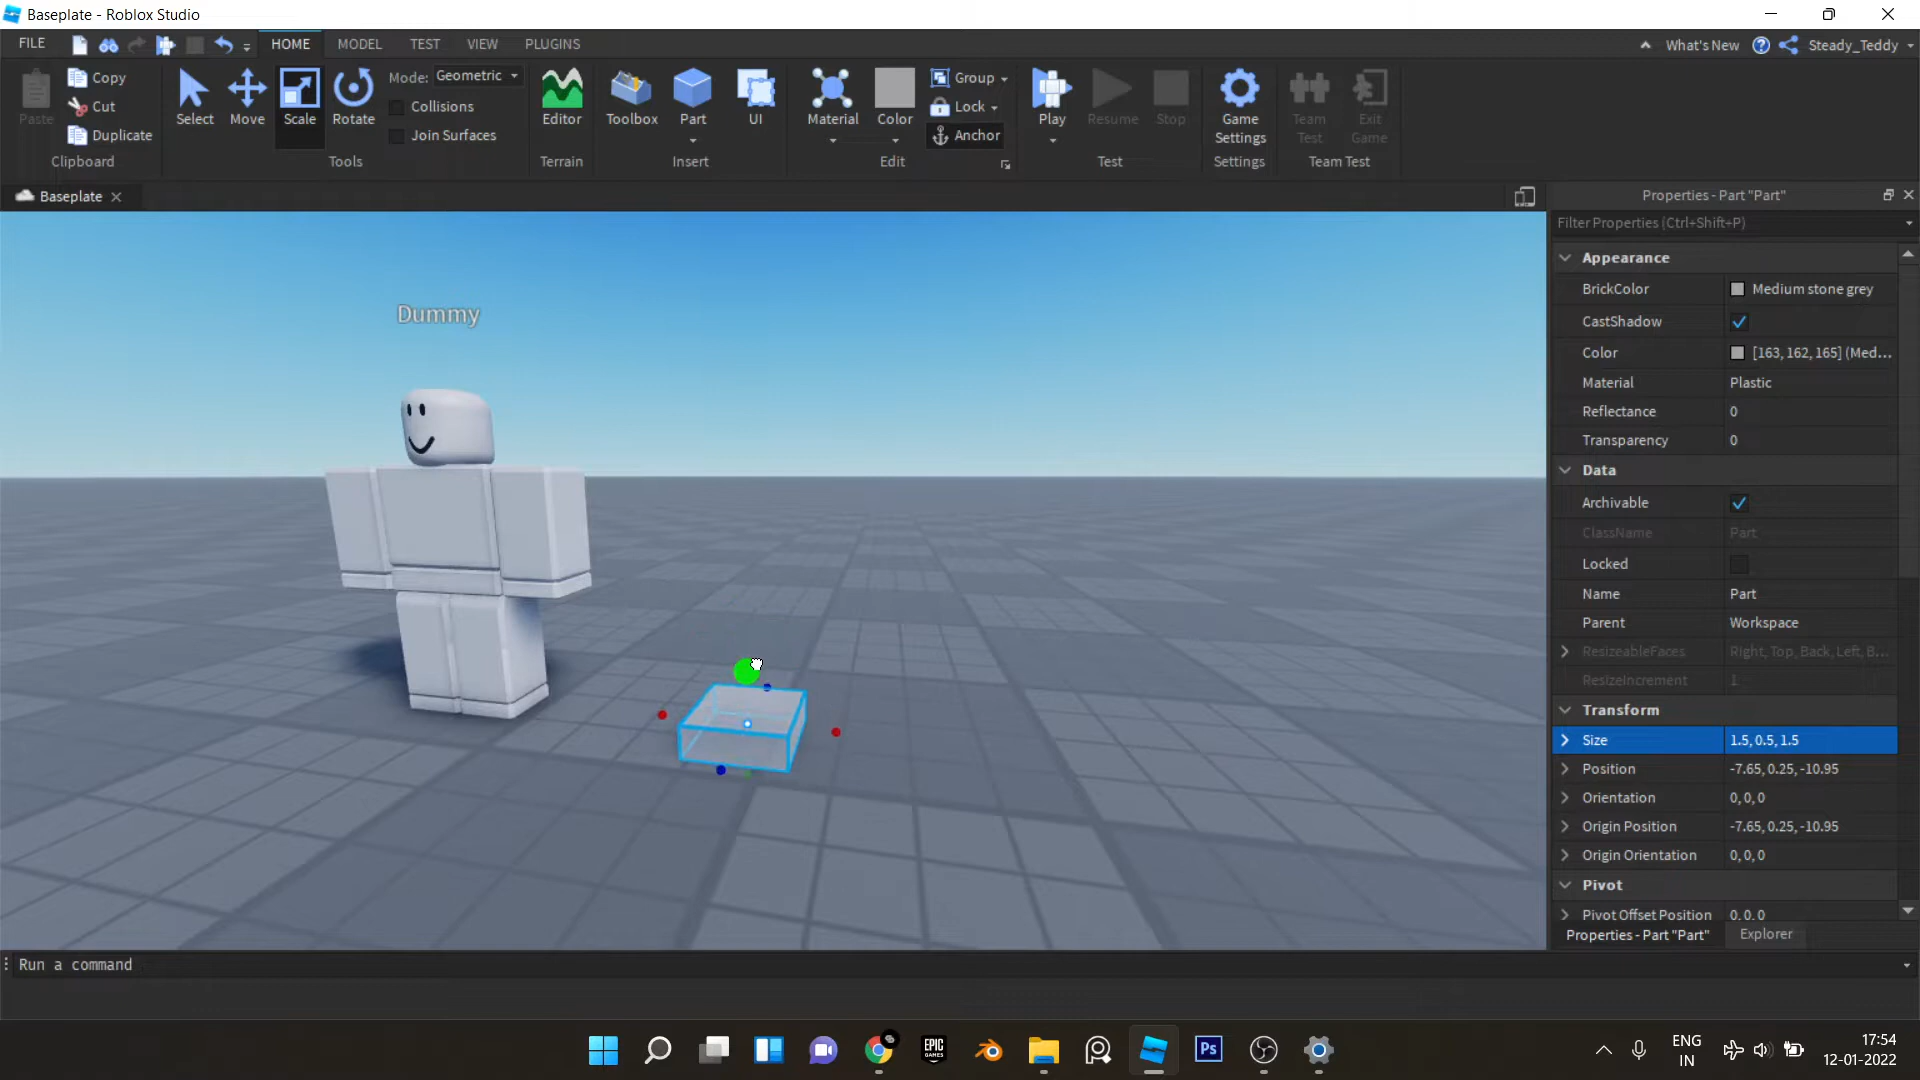 Baseplate - Roblox Studio
FILE HOME MODEL TEST VIEW PLUGINS What's New Steady_Teddy
Paste Copy Cut Duplicate
Clipboard
Select Move Scale Rotate
Mode: Geometric
Collisions
Join Surfaces
Tools
Editor
Terrain
Toolbox Part UI
Insert
Material Color
Group
Lock
Anchor
Edit
Play Resume Stop
Test
Game Settings
Settings
Team Test
Exit Game
Team Test
Baseplate
Dummy
Properties - Part "Part"
Filter Properties (Ctrl+Shift+P)
Appearance
BrickColor Medium stone grey
CastShadow
Color [163, 162, 165] (Med...
Material Plastic
Reflectance 0
Transparency 0
Data
Archivable
ClassName Part
Locked
Name Part
Parent Workspace
ResizeableFaces Right, Top, Back, Left, B...
ResizeIncrement 1
Transform
Size 1.5, 0.5, 1.5
Position -7.65, 0.25, -10.95
Orientation 0, 0, 0
Origin Position -7.65, 0.25, -10.95
Origin Orientation 0, 0, 0
Pivot
Pivot Offset Position 0, 0, 0
Properties - Part "Part" Explorer
Run a command
EPIC GAMES
Ps
ENG
IN
17:54
12-01-2022